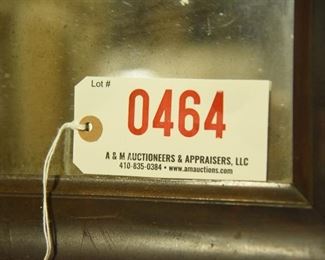 Lot #
0464
A & M AUCTIONEERS & APPRAISERS, LLC
410-835-0384 • www.amauctions.com